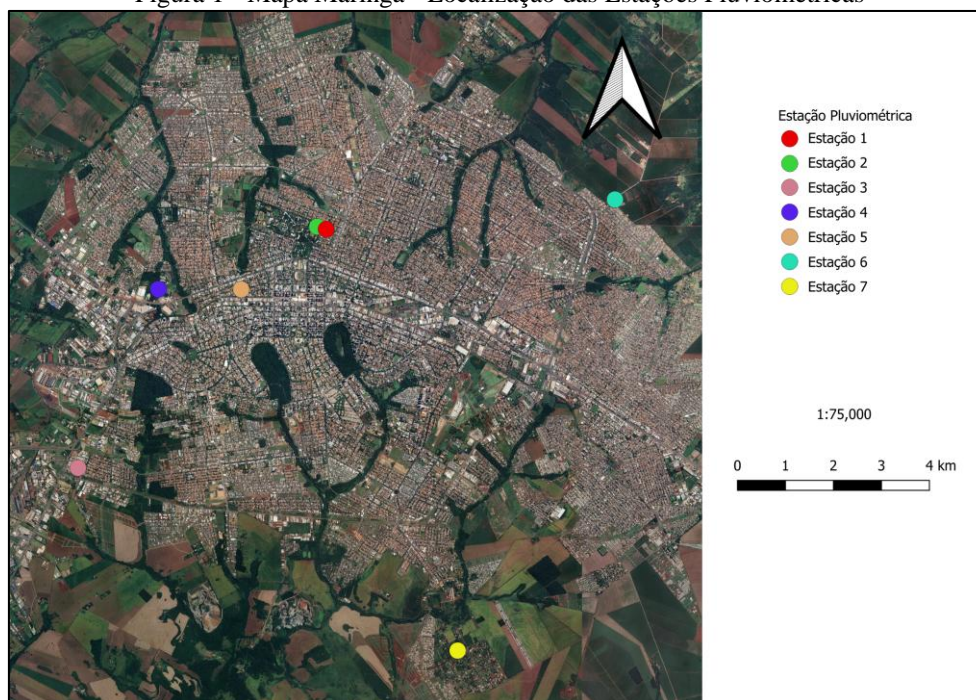 Figura 1 - Mapa Maringá - Localização das Estações Pluviométricas
Estação Pluviométrica
Estação 1
Estação 2
Estação 3
Estação 4
Estação 5
Estação 6
Estação 7
1:75,000
0 1 2 3 4 km